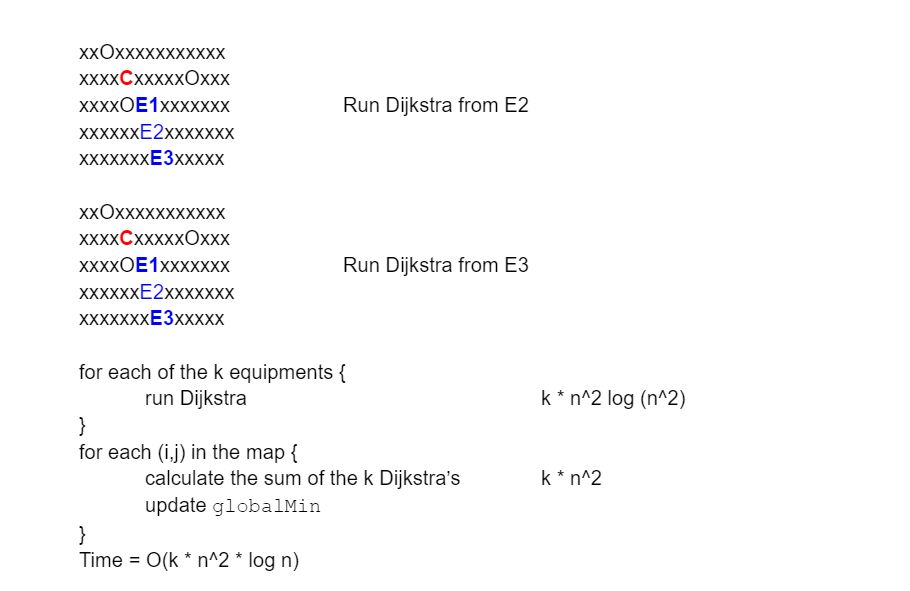 xxOxxxxxxxxxxx
xxxxCxxxxxOxxx
xxxxOE1xxxxxxx Run Dijkstra from E2
xxxxxxE2xxxxxxx
xxxxxxxE3xxxxx
xxOxxxxxxxxxxx
xxxxCxxxxxOxxx
xxxxOE1xxxxxxx Run Dijkstra from E3
xxxxxxE2xxxxxxx
xxxxxxxE3xxxxx
for each of the k equipments {
run Dijkstra k * n^2 log (n^2)
}
for each (i,j) in the map {
calculate the sum of the k Dijkstra’s k * n^2
update globalMin
}
Time = O(k * n^2 * log n)